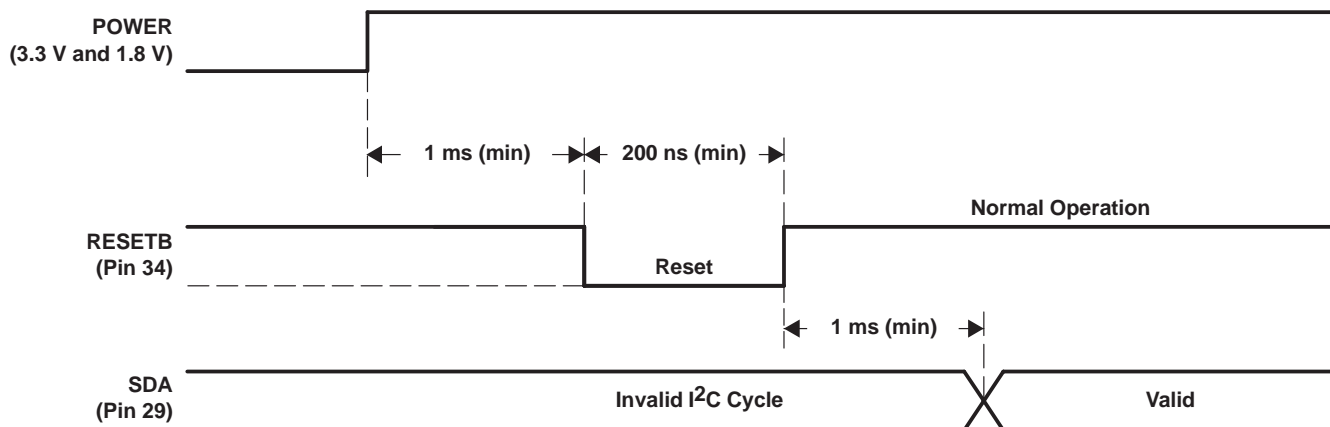 POWER
(3.3 V and 1.8 V)
1 ms (min)
200 ns (min)
Normal Operation
RESETB
(Pin 34)
Reset
1 ms (min)
SDA
(Pin 29)
Invalid I²C Cycle
Valid